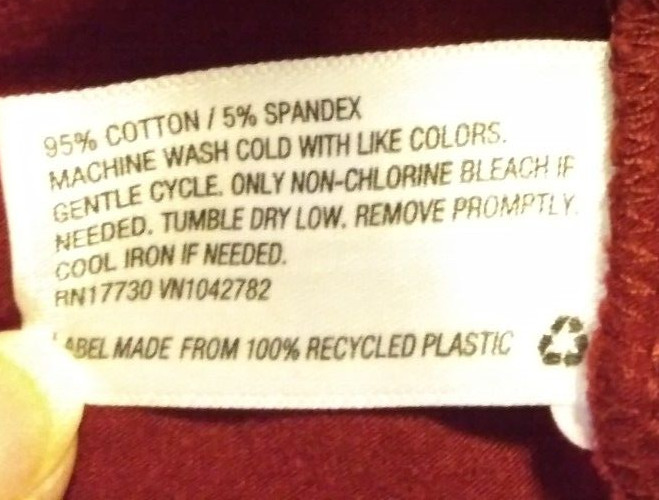 95% COTTON / 5% SPANDEX
MACHINE WASH COLD WITH LIKE COLORS.
GENTLE CYCLE. ONLY NON-CHLORINE BLEACH IF
NEEDED. TUMBLE DRY LOW. REMOVE PROMPTLY.
COOL IRON IF NEEDED.
RN17730 VN1042782
LABEL MADE FROM 100% RECYCLED PLASTIC